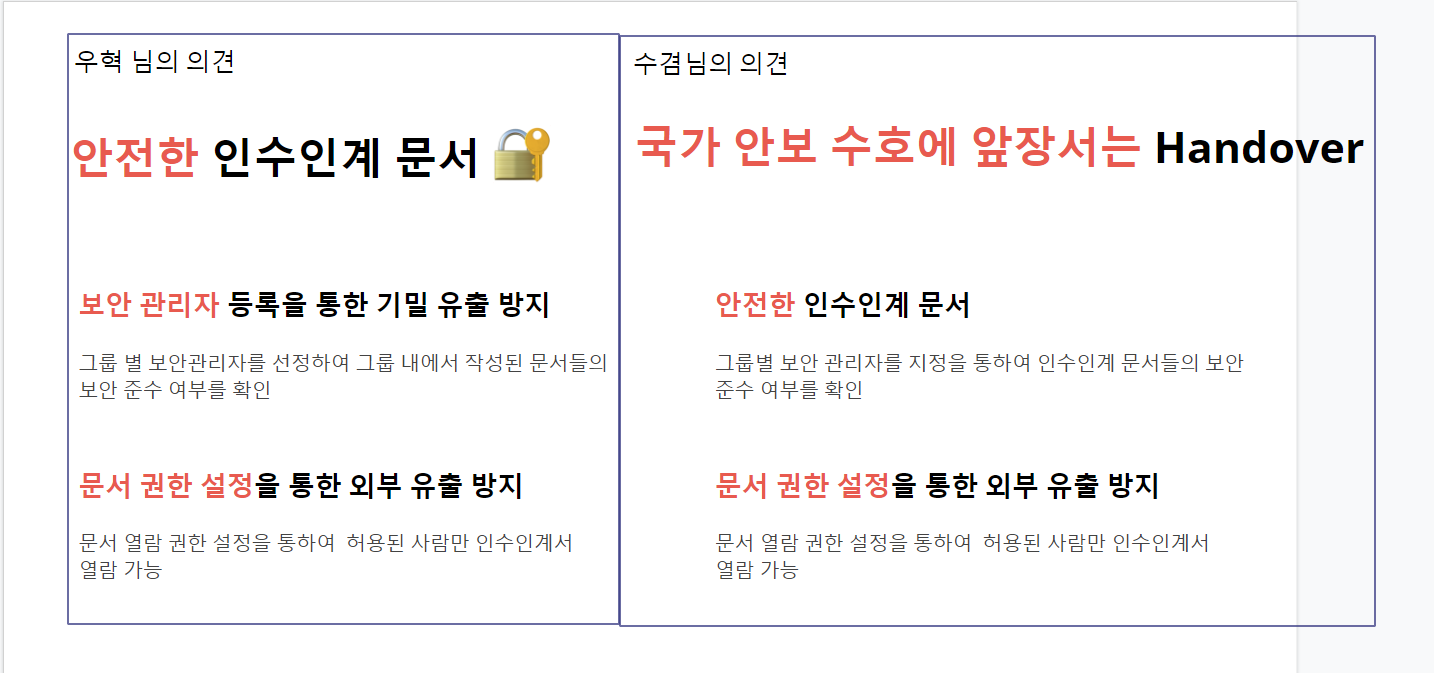 우혁 님의 의견
안전한 인수인계 문서 🔐
보안 관리자 등록을 통한 기밀 유출 방지
그룹 별 보안관리자를 선정하여 그룹 내에서 작성된 문서들의
보안 준수 여부를 확인
문서 권한 설정을 통한 외부 유출 방지
문서 열람 권한 설정을 통하여  허용된 사람만 인수인계서
열람 가능
수겸님의 의견
국가 안보 수호에 앞장서는 Handover
안전한 인수인계 문서
그룹별 보안 관리자를 지정을 통하여 인수인계 문서들의 보안
준수 여부를 확인
문서 권한 설정을 통한 외부 유출 방지
문서 열람 권한 설정을 통하여  허용된 사람만 인수인계서
열람 가능